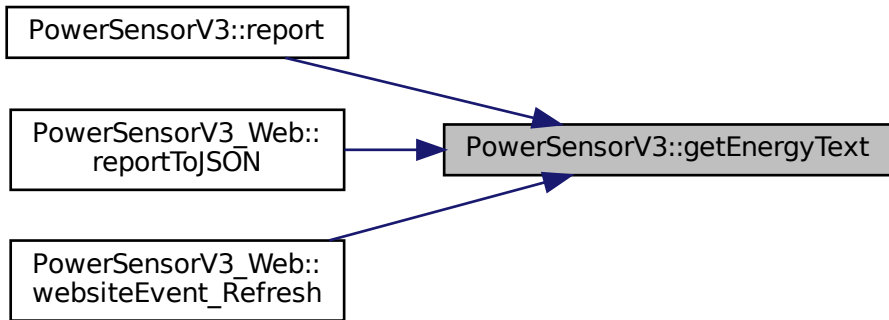 PowerSensorV3::report
PowerSensorV3_Web::
reportToJSON
PowerSensorV3::getEnergyText
PowerSensorV3_Web::
websiteEvent_Refresh